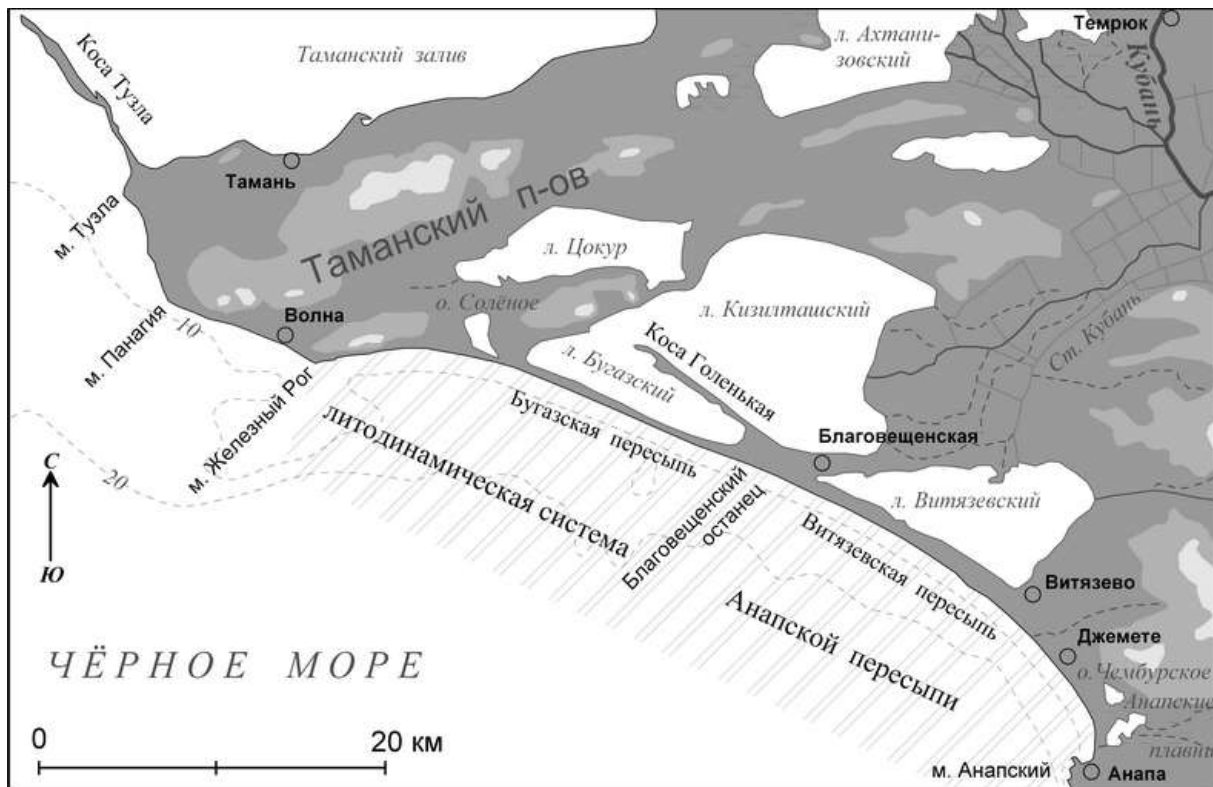 Темрюк
Кубань
л. Ахтани-
зовский
Таманский залив
Коса Тузла
Тамань
Таманский п-ов
м. Тузла
л. Цокур
о. Солёное
л. Кизилташский
Волна
10
м. Панагия
л. Бугазский
Коса Голенькая
Ст. Кубань
м. Железный Рог
20
Бугазская пересыпь
Благовещенская
литодинамическая система
Благовещенский
останец
л. Витязевский
Витязевская пересыпь
С
Ю
Анапской пересыпи
Витязево
Джемете
о. Чембурское
Анапские
плавни
ЧЁРНОЕ МОРЕ
0
20 км
м. Анапский
Анапа